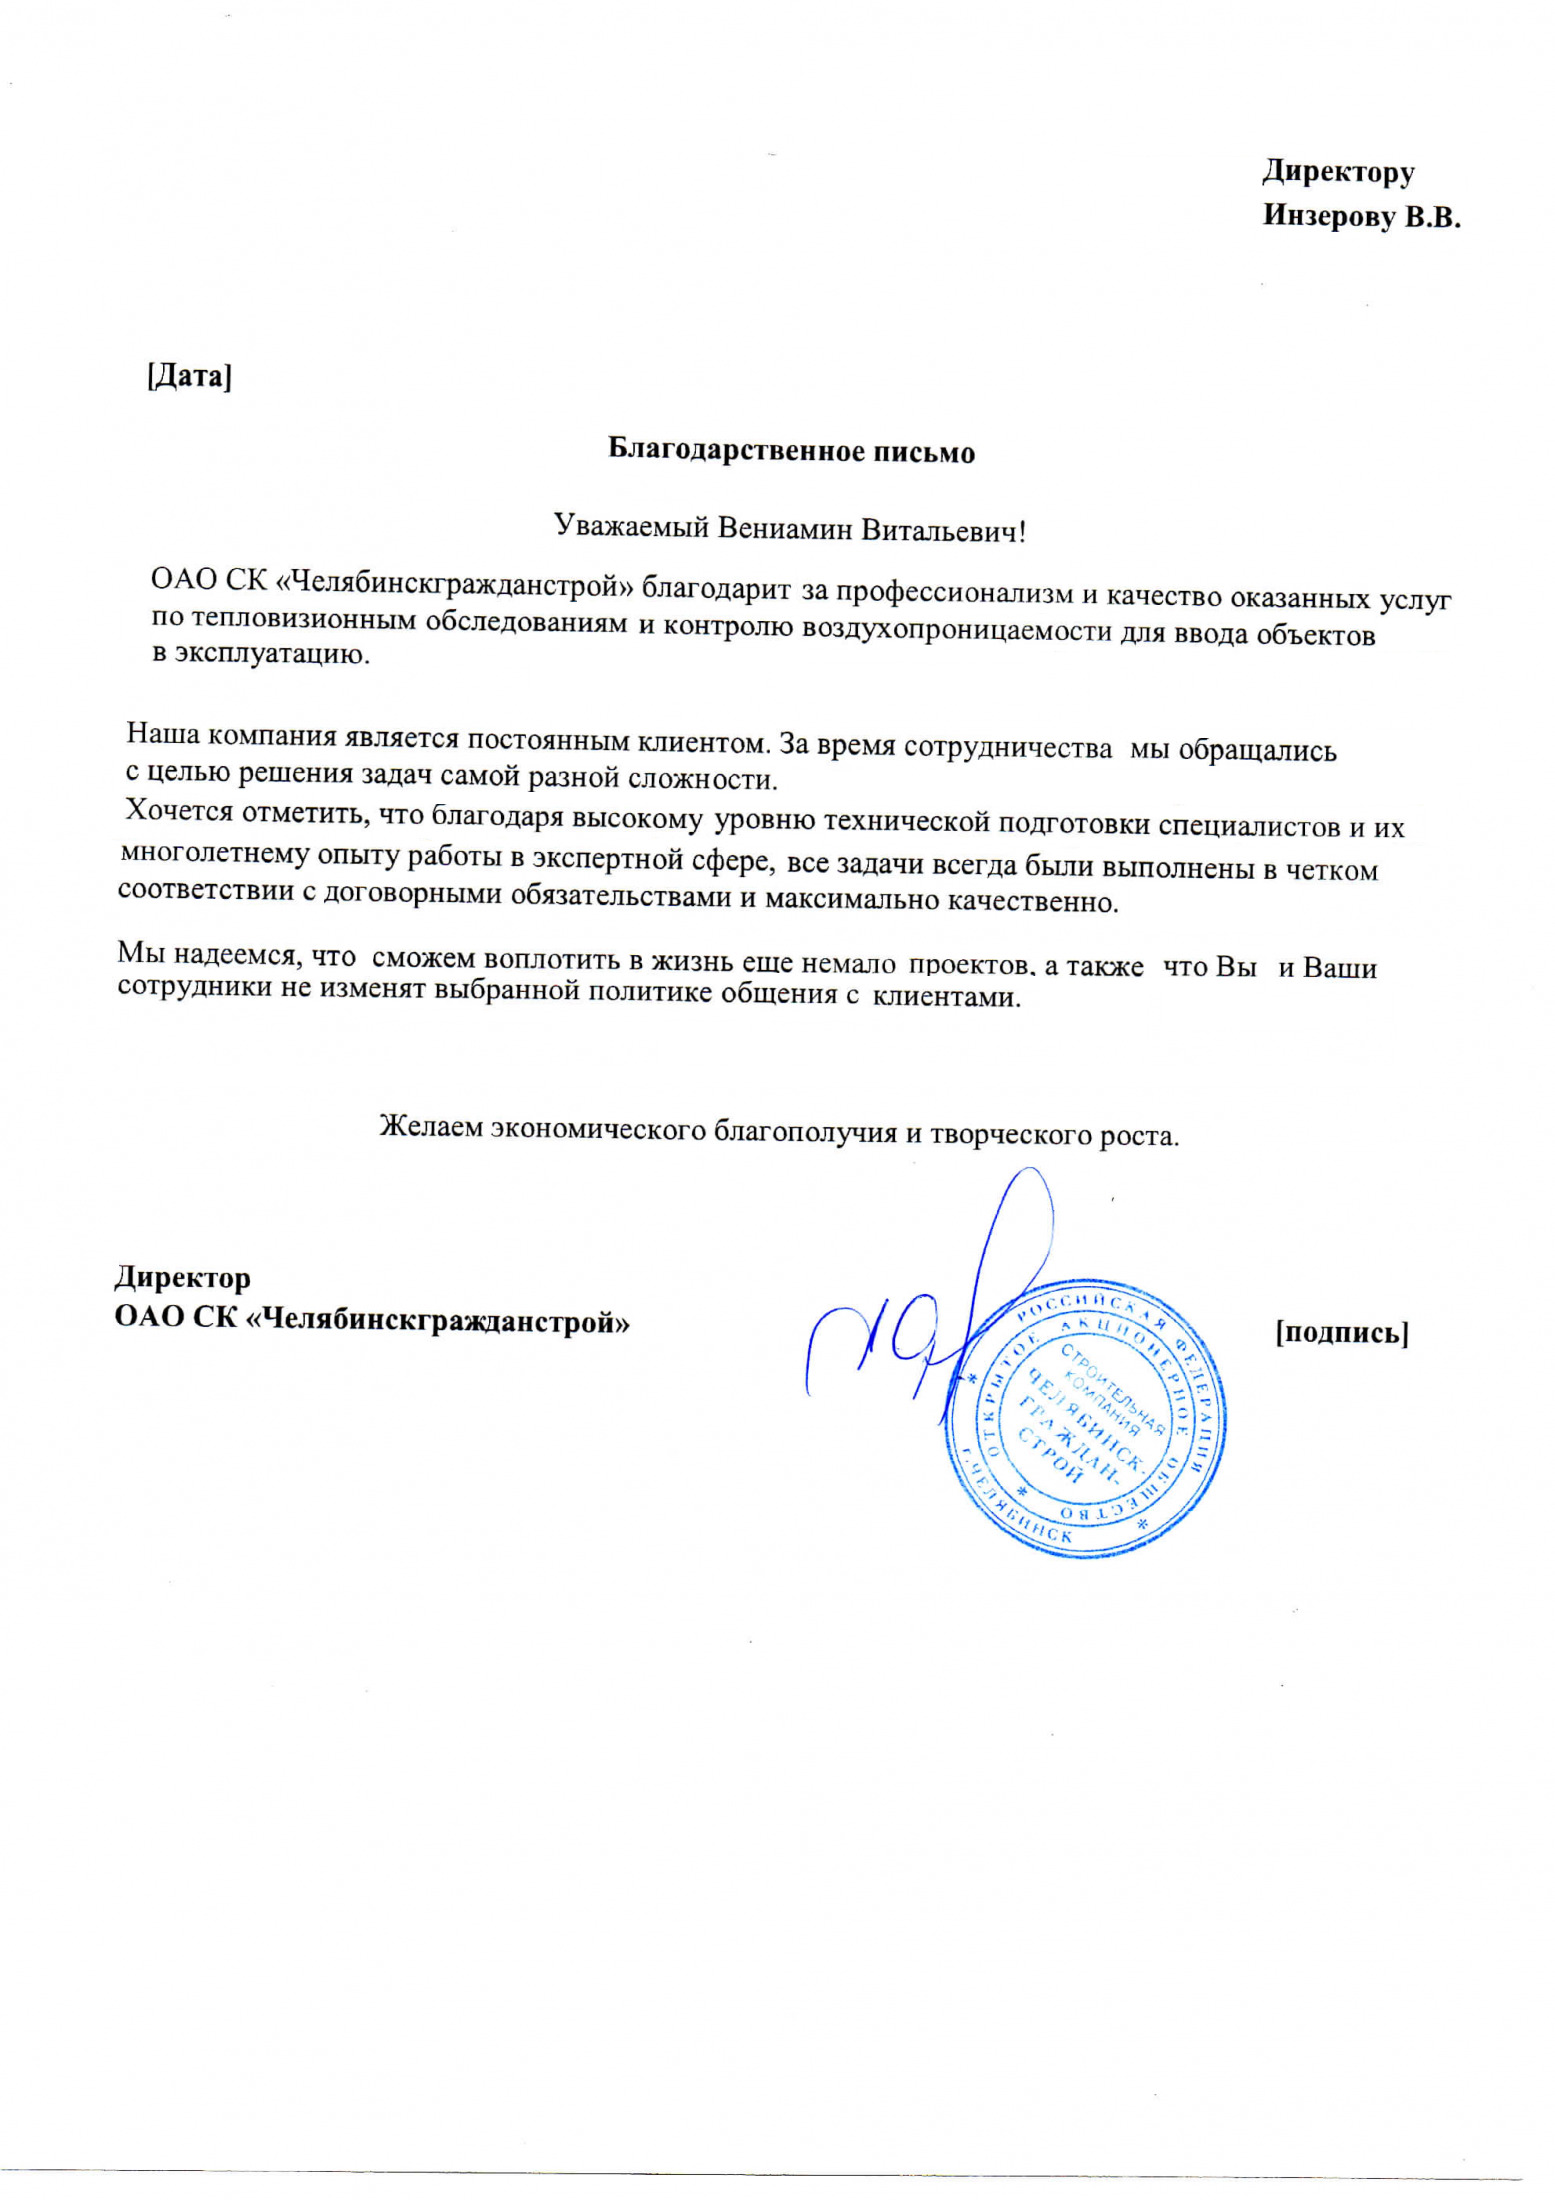 Директору
Инзерову В.В.
[Дата]
Благодарственное письмо
Уважаемый Вениамин Витальевич!
ОАО СК «Челябинскгражданстрой» благодарит за профессионализм и качество оказанных услуг
по тепловизионным обследованиям и контролю воздухопроницаемости для ввода объектов
в эксплуатацию.
Наша компания является постоянным клиентом. За время сотрудничества мы обращались
с целью решения задач самой разной сложности.
Хочется отметить, что благодаря высокому уровню технической подготовки специалистов и их
многолетнему опыту работы в экспертной сфере, все задачи всегда были выполнены в четком
соответствии с договорными обязательствами и максимально качественно.
Мы надеемся, что сможем воплотить в жизнь еще немало проектов, а также что Вы и Ваши
сотрудники не изменят выбранной политике общения с клиентами.
Желаем экономического благополучия и творческого роста.
Директор
ОАО СК «Челябинскгражданстрой»
[подпись]
РОССИЙСКАЯ ФЕДЕРАЦИЯ
* г.ЧЕЛЯБИНСК *
ОТКРЫТОЕ АКЦИОНЕРНОЕ ОБЩЕСТВО *
СТРОИТЕЛЬНАЯ
КОМПАНИЯ
ЧЕЛЯБИНСК-
ГРАЖДАН-
СТРОЙ